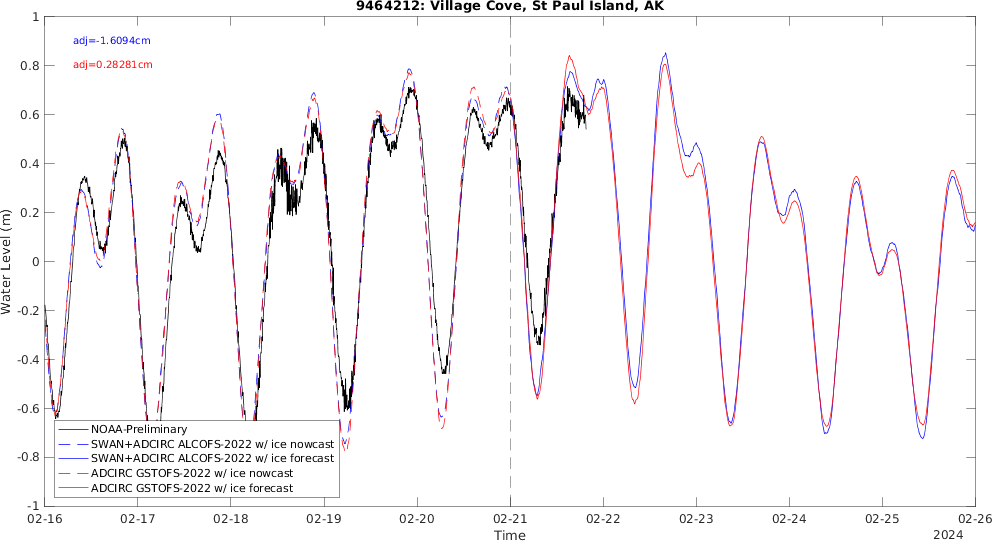 9464212: Village Cove, St Paul Island, AK
adj=-1.6094cm
adj=0.28281cm
Water Level (m)
1
0.8
0.6
0.4
0.2
0
-0.2
-0.4
-0.6
-0.8
-1
NOAA-Preliminary
SWAN+ADCIRC ALCOFS-2022 w/ ice nowcast
SWAN+ADCIRC ALCOFS-2022 w/ ice forecast
ADCIRC GSTOFS-2022 w/ ice nowcast
ADCIRC GSTOFS-2022 w/ ice forecast
02-16 02-17 02-18 02-19 02-20 02-21 02-22 02-23 02-24 02-25 02-26
Time
2024